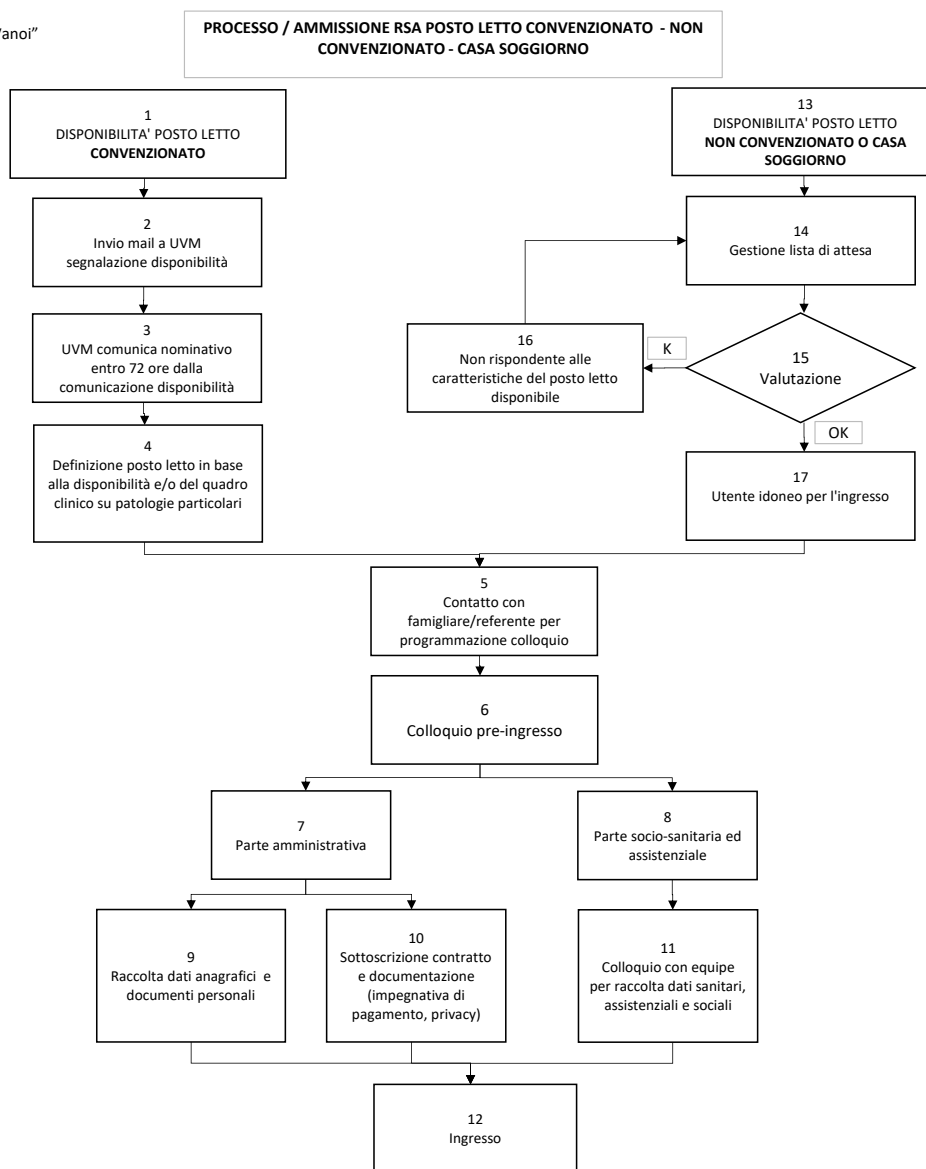 PROCESSO / AMMISSIONE RSA POSTO LETTO CONVENZIONATO - NON
CONVENZIONATO - CASA SOGGIORNO
1
DISPONIBILITA' POSTO LETTO
CONVENZIONATO
13
DISPONIBILITA' POSTO LETTO
NON CONVENZIONATO O CASA
SOGGIORNO
2
Invio mail a UVM
segnalazione disponibilità
14
Gestione lista di attesa
3
UVM comunica nominativo
entro 72 ore dalla
comunicazione disponibilità
16
Non rispondente alle
caratteristiche del posto letto
disponibile
K
15
Valutazione
OK
4
Definizione posto letto in base
alla disponibilità e/o del quadro
clinico su patologie particolari
17
Utente idoneo per l'ingresso
5
Contatto con
famigliare/referente per
programmazione colloquio
6
Colloquio pre-ingresso
7
Parte amministrativa
8
Parte socio-sanitaria ed
assistenziale
9
Raccolta dati anagrafici e
documenti personali
10
Sottoscrizione contratto
e documentazione
(impegnativa di
pagamento, privacy)
11
Colloquio con equipe
per raccolta dati sanitari,
assistenziali e sociali
12
Ingresso